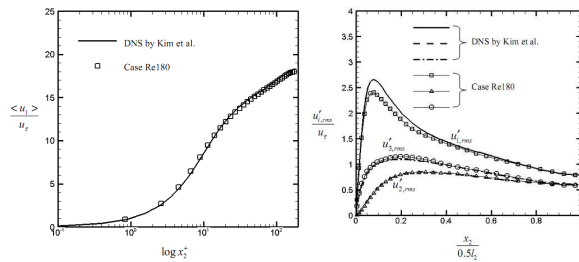 25
20
15
10
5
0
10⁻¹
10⁰
10¹
10²
< u₁ >
u_τ
log x₂⁺
DNS by Kim et al.
Case Re180
4
3.5
3
2.5
2
1.5
1
0.5
0
0
0.2
0.4
0.6
0.8
u′ᵢ,rms
u_τ
x₂
0.5l₂
DNS by Kim et al.
Case Re180
u′₁,rms
u′₃,rms
u′₂,rms